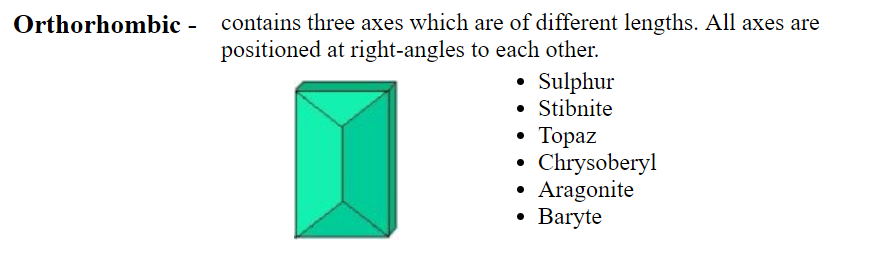 Orthorhombic - contains three axes which are of different lengths. All axes are
positioned at right-angles to each other.
• Sulphur
• Stibnite
• Topaz
• Chrysoberyl
• Aragonite
• Baryte